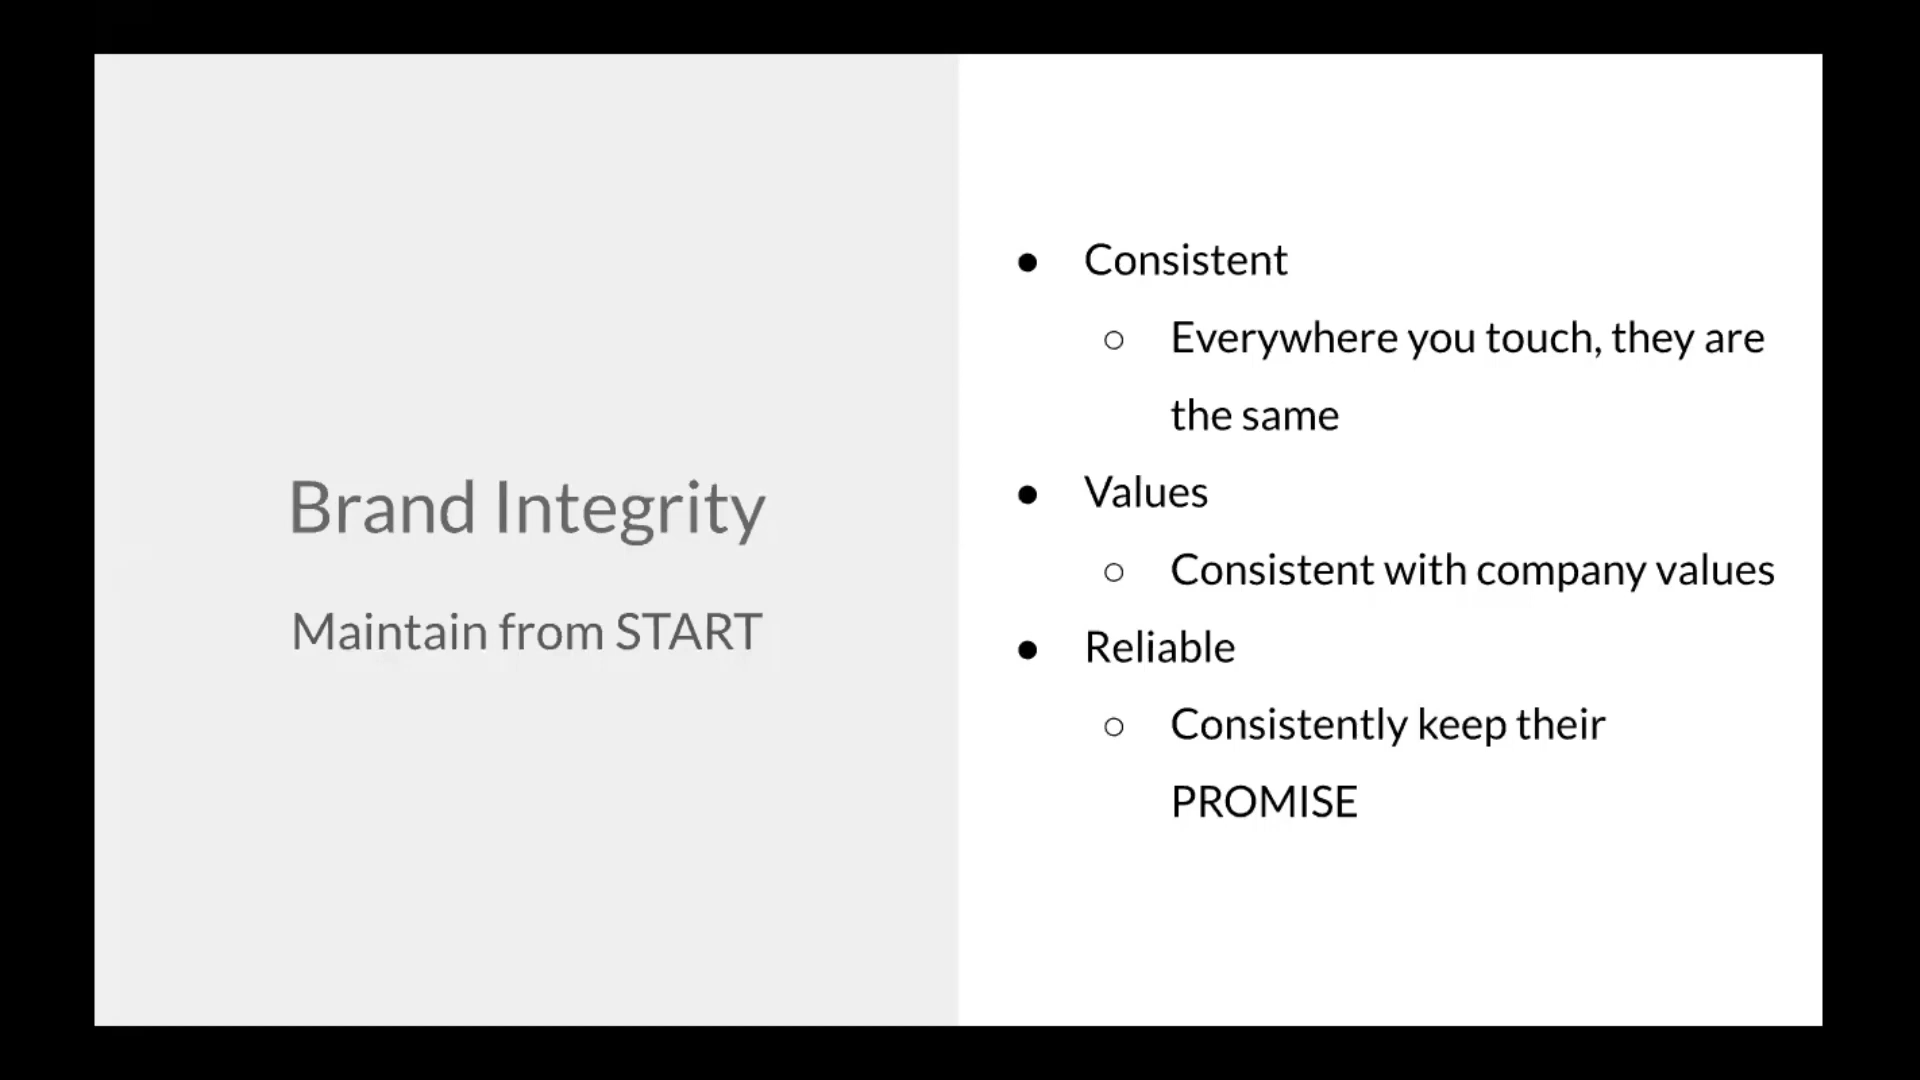 Brand Integrity
Maintain from START
● Consistent
○ Everywhere you touch, they are
the same
● Values
○ Consistent with company values
● Reliable
○ Consistently keep their
PROMISE